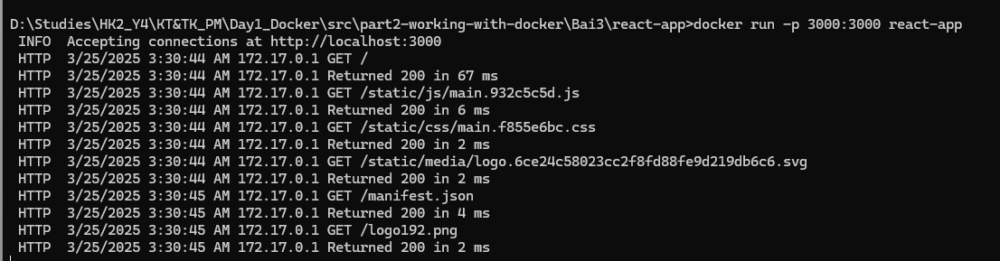 D:\Studies\HK2_Y4\KT&TK_PM\Day1_Docker\src\part2-working-with-docker\Bai3\react-app>docker run -p 3000:3000 react-app
INFO  Accepting connections at http://localhost:3000
HTTP  3/25/2025 3:30:44 AM 172.17.0.1 GET /
HTTP  3/25/2025 3:30:44 AM 172.17.0.1 Returned 200 in 67 ms
HTTP  3/25/2025 3:30:44 AM 172.17.0.1 GET /static/js/main.932c5c5d.js
HTTP  3/25/2025 3:30:44 AM 172.17.0.1 Returned 200 in 6 ms
HTTP  3/25/2025 3:30:44 AM 172.17.0.1 GET /static/css/main.f855e6bc.css
HTTP  3/25/2025 3:30:44 AM 172.17.0.1 Returned 200 in 2 ms
HTTP  3/25/2025 3:30:44 AM 172.17.0.1 GET /static/media/logo.6ce24c58023cc2f8fd88fe9d219db6c6.svg
HTTP  3/25/2025 3:30:44 AM 172.17.0.1 Returned 200 in 2 ms
HTTP  3/25/2025 3:30:45 AM 172.17.0.1 GET /manifest.json
HTTP  3/25/2025 3:30:45 AM 172.17.0.1 Returned 200 in 4 ms
HTTP  3/25/2025 3:30:45 AM 172.17.0.1 GET /logo192.png
HTTP  3/25/2025 3:30:45 AM 172.17.0.1 Returned 200 in 2 ms